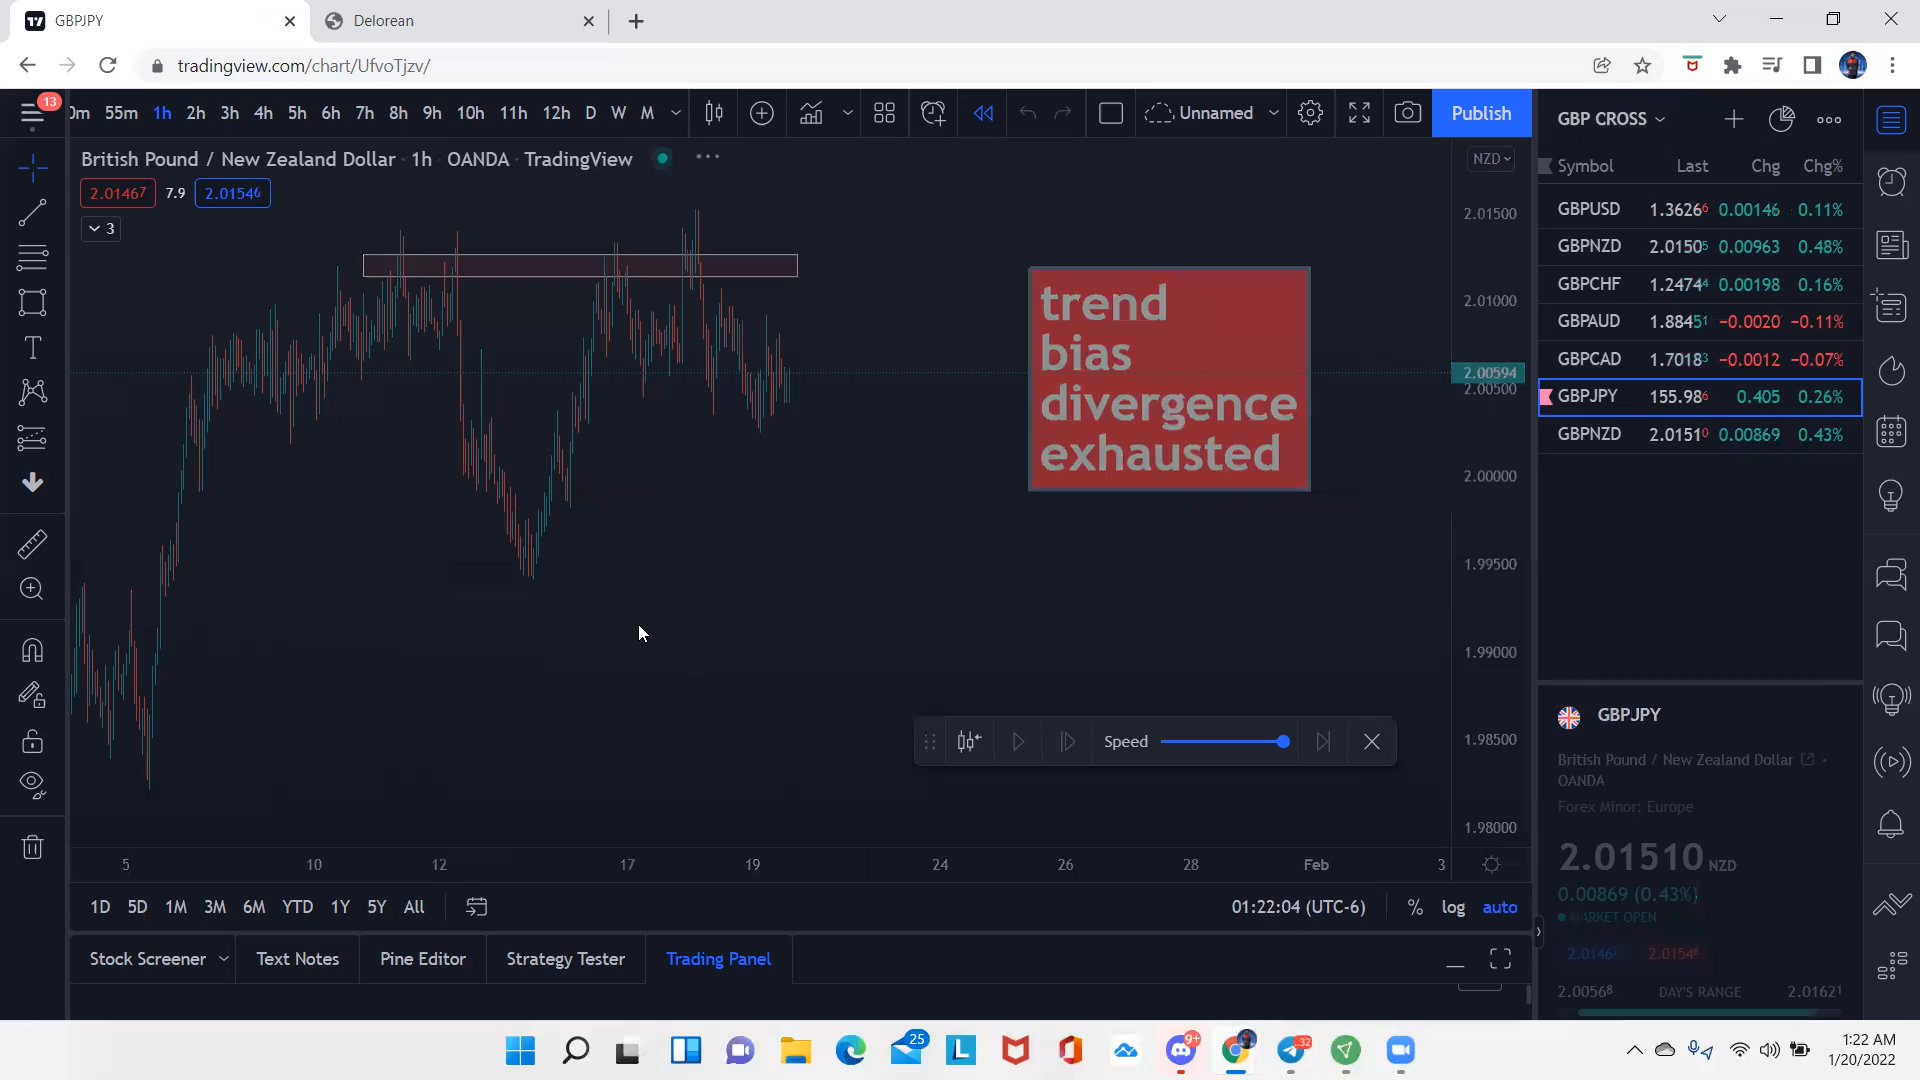 GBPJPY
Delorean
tradingview.com/chart/UfvoTjzv/
13
0m 55m 1h 2h 3h 4h 5h 6h 7h 8h 9h 10h 11h 12h D W M
Unnamed
Publish
GBP CROSS
British Pound / New Zealand Dollar · 1h · OANDA · TradingView
NZD
2.01467 7.9 2.01546
3
Symbol Last Chg Chg%
GBPUSD 1.36266 0.00146 0.11%
GBPNZD 2.01505 0.00963 0.48%
GBPCHF 1.24744 0.00198 0.16%
GBPAUD 1.88451 −0.0020 −0.11%
GBPCAD 1.70183 −0.0012 −0.07%
GBPJPY 155.986 0.405 0.26%
GBPNZD 2.01510 0.00869 0.43%
trend
bias
divergence
exhausted
2.01500
2.01000
2.00594
2.00500
2.00000
1.99500
1.99000
1.98500
1.98000
Speed
GBPJPY
British Pound / New Zealand Dollar
OANDA
Forex Minor: Europe
2.01510 NZD
0.00869 (0.43%)
MARKET OPEN
2.01467 2.01546
2.00568 DAY'S RANGE 2.01621
5 10 12 17 19 24 26 28 Feb 3
1D 5D 1M 3M 6M YTD 1Y 5Y All
01:22:04 (UTC-6) % log auto
Stock Screener Text Notes Pine Editor Strategy Tester Trading Panel
25
9+
32
1:22 AM
1/20/2022